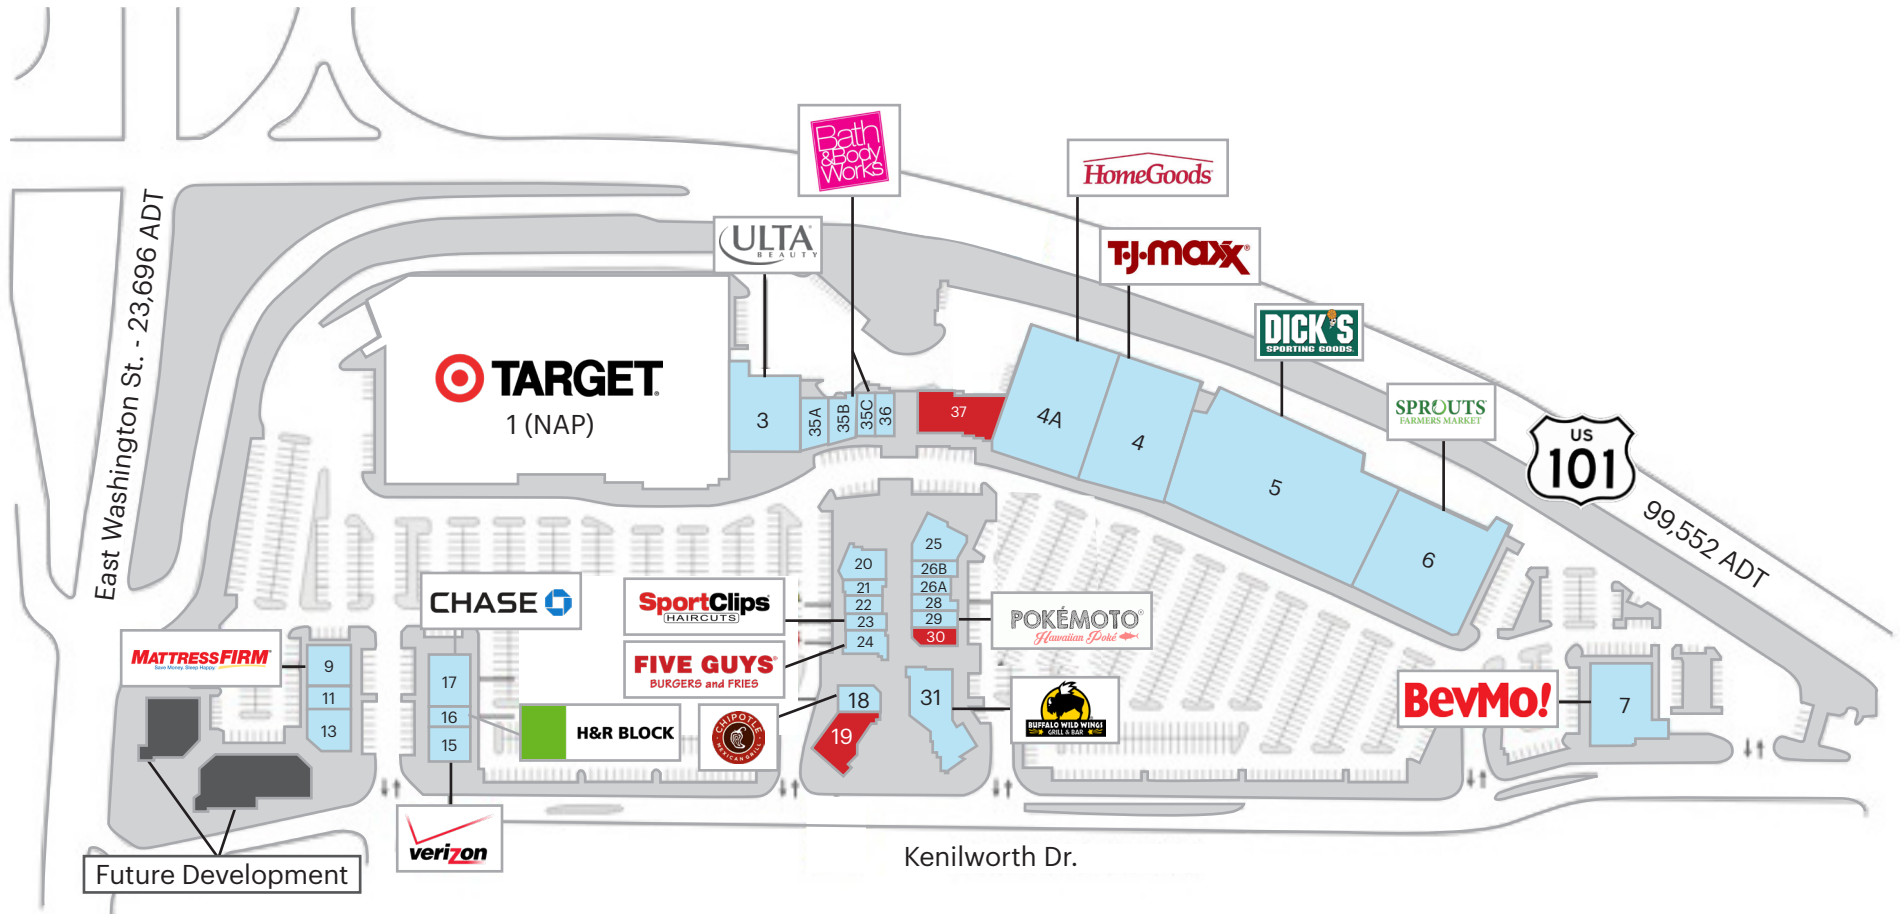 Bath
&Body
Works
HomeGoods
ULTA
BEAUTY
T·J·maxx®
DICK'S
SPORTING GOODS.
SPROUTS
FARMERS MARKET
US
101
99,552 ADT
East Washington St. - 23,696 ADT
TARGET
1 (NAP)
3
35A
35B
35C
36
37
4A
4
5
6
25
20
26B
21
26A
22
28
23
29
24
30
CHASE
SportClips
HAIRCUTS
POKÉMOTO®
Hawaiian Poké
FIVE GUYS®
BURGERS and FRIES
MATTRESSFIRM
Save Money. Sleep Happy.
9
11
13
17
16
15
H&R BLOCK
CHIPOTLE
MEXICAN GRILL
18
19
31
BUFFALO WILD WINGS
GRILL & BAR
BevMo!
7
verizon
Future Development
Kenilworth Dr.